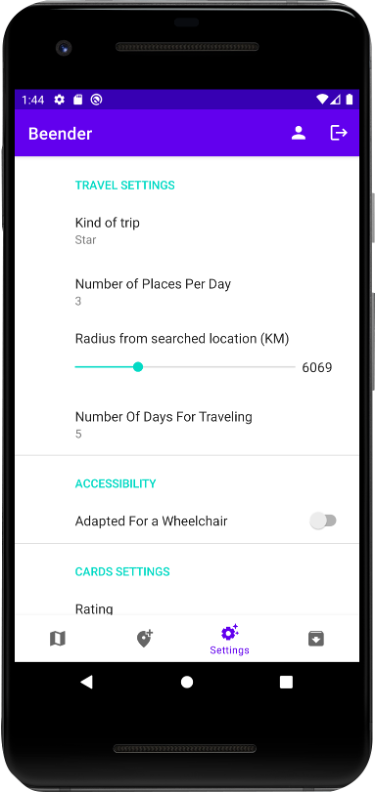 1:44
Beender
TRAVEL SETTINGS
Kind of trip
Star
Number of Places Per Day
3
Radius from searched location (KM)
6069
Number Of Days For Traveling
5
ACCESSIBILITY
Adapted For a Wheelchair
CARDS SETTINGS
Rating
Settings